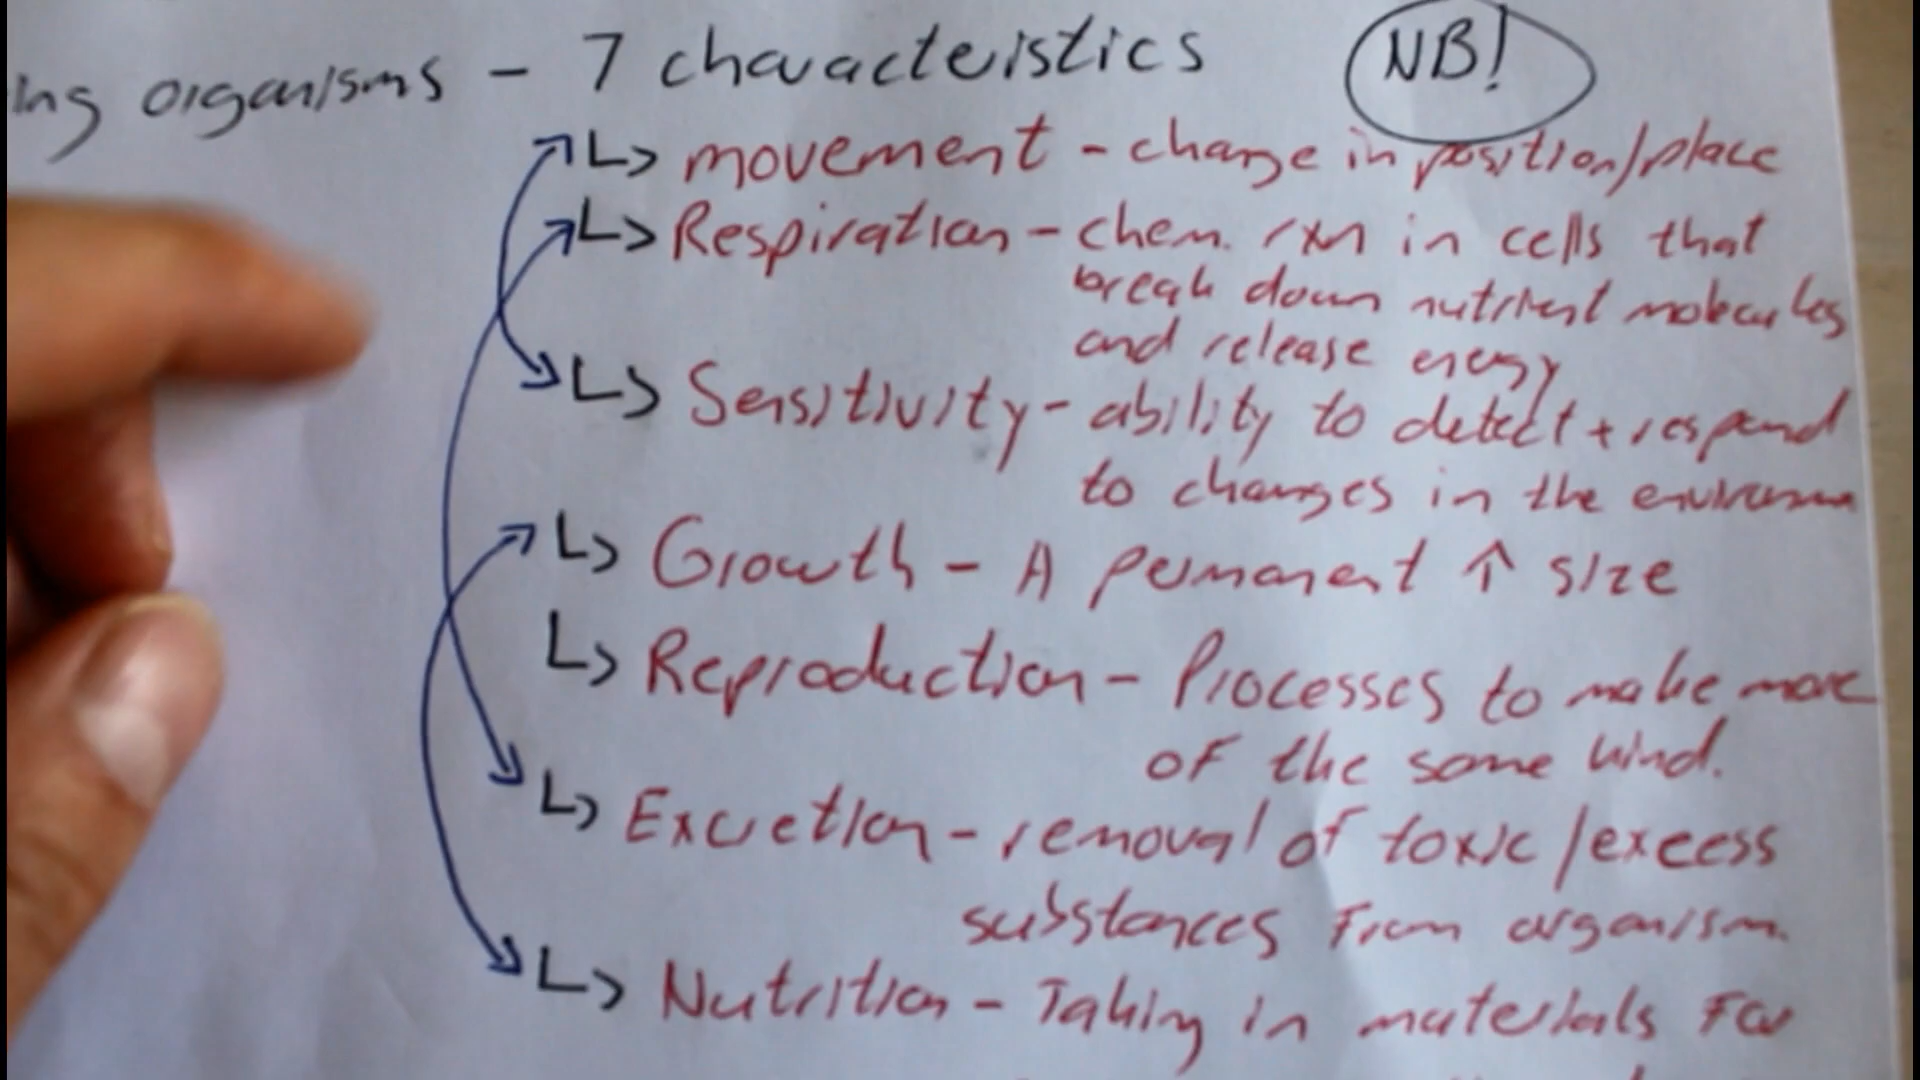 ing organisms - 7 characteristics NB!
↳ movement - change in position/place
↳ Respiration - chem. rxn in cells that
break down nutrient molecules
and release energy
↳ Sensitivity - ability to detect + respond
to changes in the
↳ Growth - A permanent ↑ size
↳ Reproduction - Processes to make more
of the same kind.
↳ Excretion - removal of toxic/excess
substances from organism.
↳ Nutrition - Taking in materials for